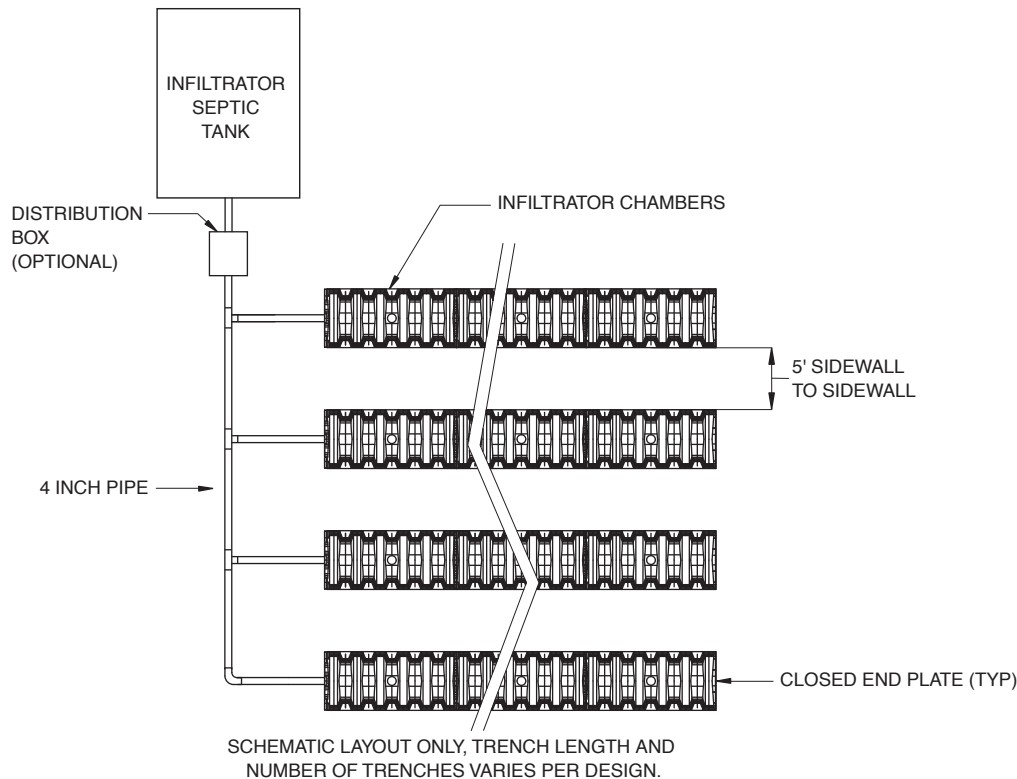 INFILTRATOR
SEPTIC
TANK
DISTRIBUTION
BOX
(OPTIONAL)
INFILTRATOR CHAMBERS
5' SIDEWALL
TO SIDEWALL
4 INCH PIPE
CLOSED END PLATE (TYP)
SCHEMATIC LAYOUT ONLY, TRENCH LENGTH AND
NUMBER OF TRENCHES VARIES PER DESIGN.